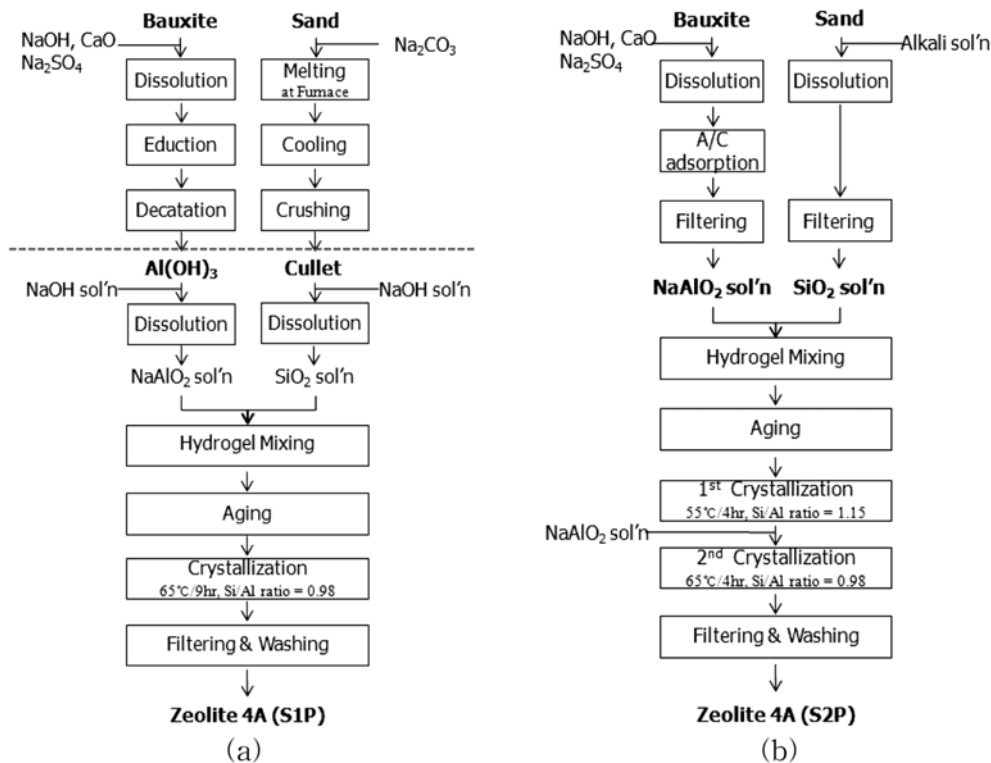 Bauxite
Sand
NaOH, CaO
Na2SO4
Na2CO3
Dissolution
Melting
at Furnace
Eduction
Cooling
Decatation
Crushing
Al(OH)3
Cullet
NaOH sol'n
NaOH sol'n
Dissolution
Dissolution
NaAlO2 sol'n
SiO2 sol'n
Hydrogel Mixing
Aging
Crystallization
65℃/9hr, Si/Al ratio = 0.98
Filtering & Washing
Zeolite 4A (S1P)
(a)
Bauxite
Sand
NaOH, CaO
Na2SO4
Alkali sol'n
Dissolution
Dissolution
A/C
adsorption
Filtering
Filtering
NaAlO2 sol'n
SiO2 sol'n
Hydrogel Mixing
Aging
1st Crystallization
55℃/4hr, Si/Al ratio = 1.15
NaAlO2 sol'n
2nd Crystallization
65℃/4hr, Si/Al ratio = 0.98
Filtering & Washing
Zeolite 4A (S2P)
(b)